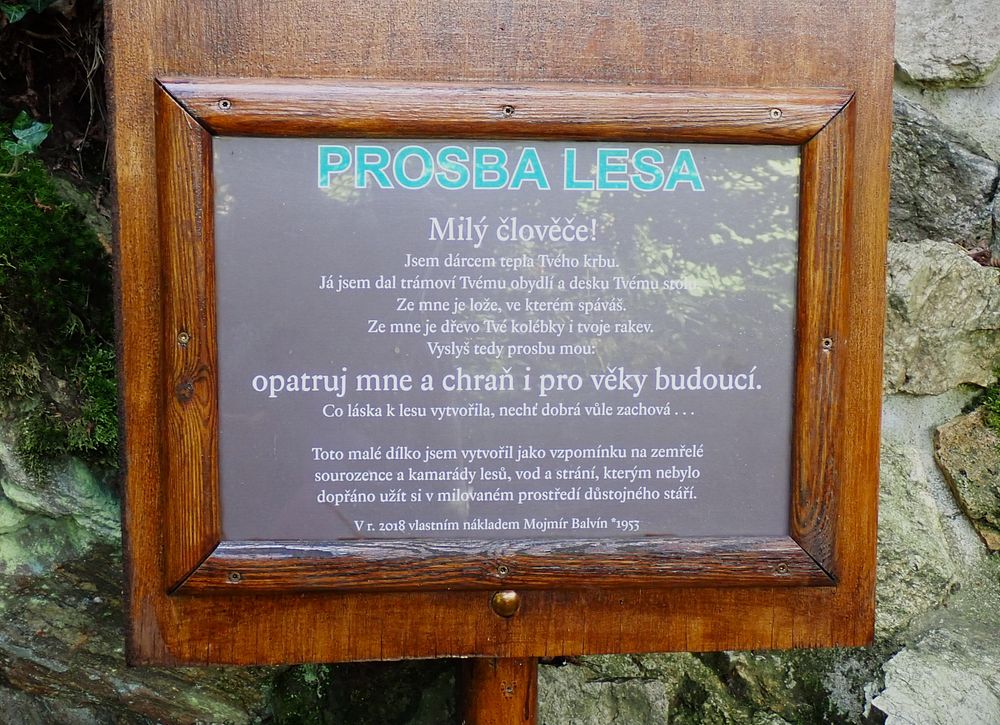 PROSBA LESA
Milý člověče!
Jsem dárcem tepla Tvého krbu.
Já jsem dal trámoví Tvému obydlí a desku Tvému stolu.
Ze mne je lože, ve kterém spáváš.
Ze mne je dřevo Tvé kolébky i tvoje rakev.
Vyslyš tedy prosbu mou:
opatruj mne a chraň i pro věky budoucí.
Co láska k lesu vytvořila, nechť dobrá vůle zachová . . .
Toto malé dílko jsem vytvořil jako vzpomínku na zemřelé
sourozence a kamarády lesů, vod a strání, kterým nebylo
dopřáno užít si v milovaném prostředí důstojného stáří.
V r. 2018 vlastním nákladem Mojmír Balvín *1953